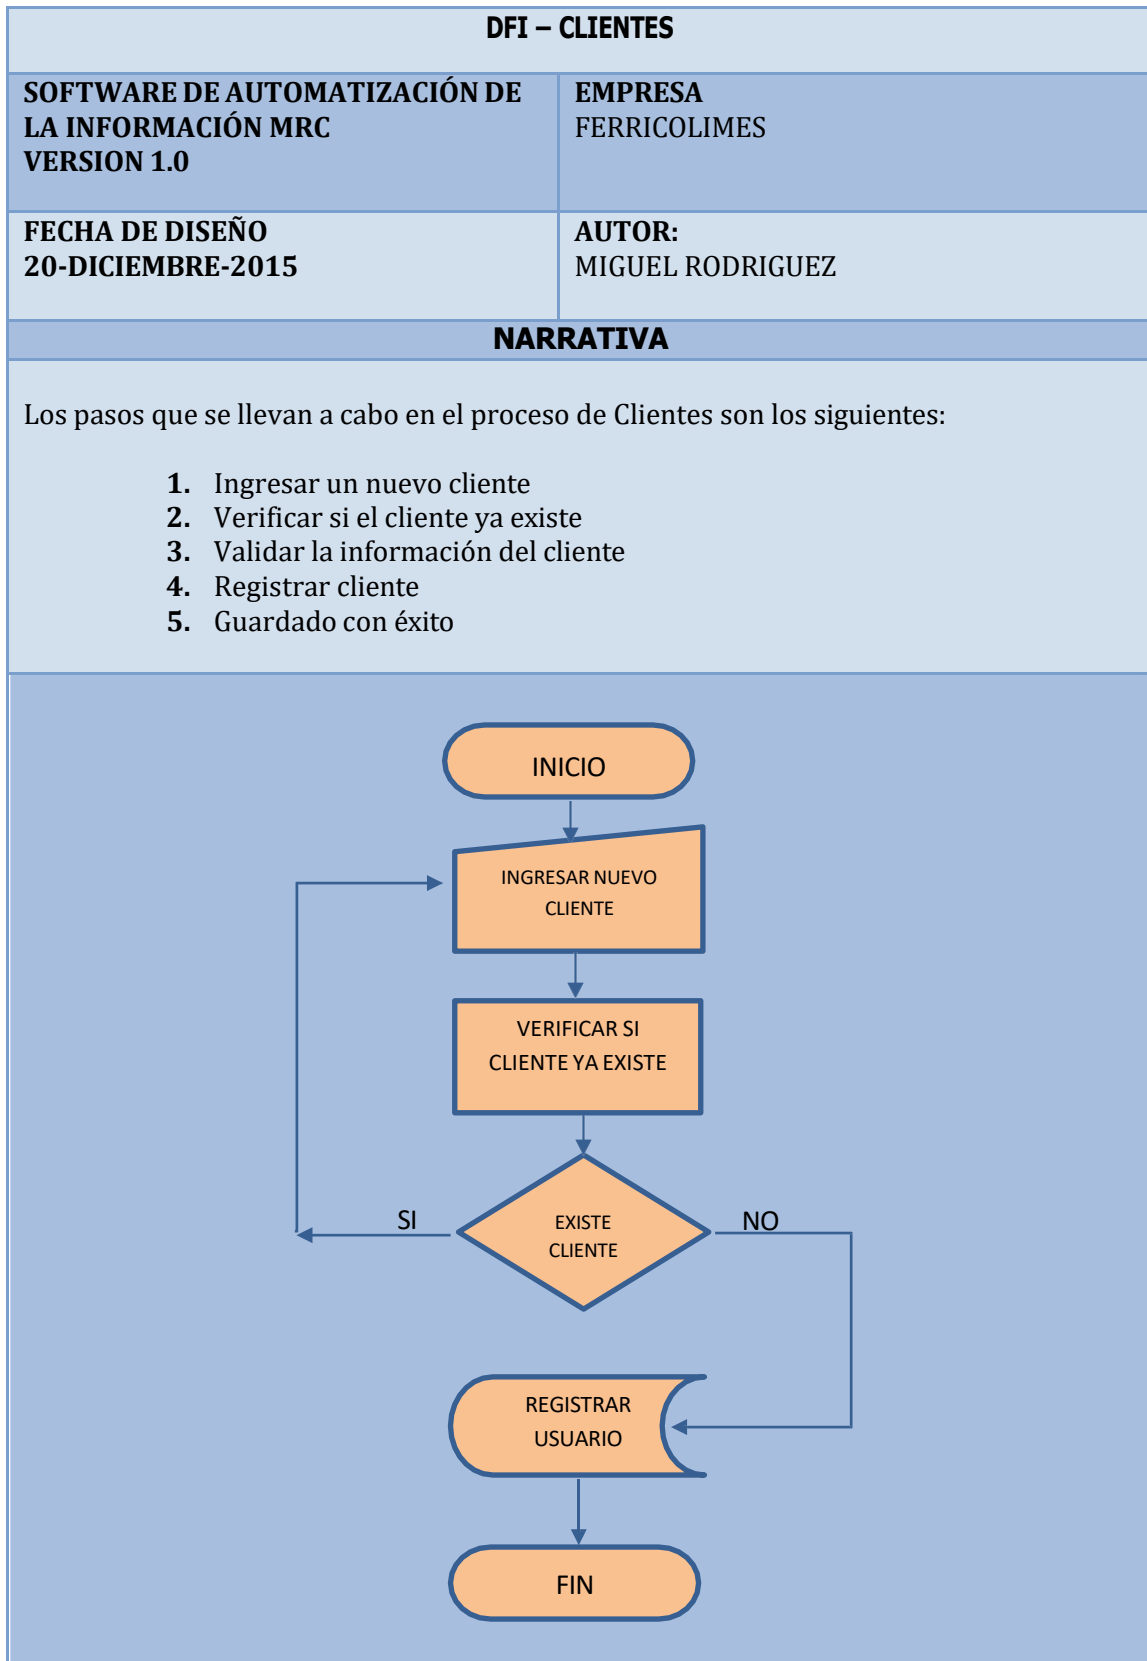 DFI – CLIENTES
SOFTWARE DE AUTOMATIZACIÓN DE
LA INFORMACIÓN MRC
VERSION 1.0
EMPRESA
FERRICOLIMES
FECHA DE DISEÑO
20-DICIEMBRE-2015
AUTOR:
MIGUEL RODRIGUEZ
NARRATIVA
Los pasos que se llevan a cabo en el proceso de Clientes son los siguientes:
1. Ingresar un nuevo cliente
2. Verificar si el cliente ya existe
3. Validar la información del cliente
4. Registrar cliente
5. Guardado con éxito
INICIO
INGRESAR NUEVO
CLIENTE
VERIFICAR SI
CLIENTE YA EXISTE
SI
EXISTE
CLIENTE
NO
REGISTRAR
USUARIO
FIN